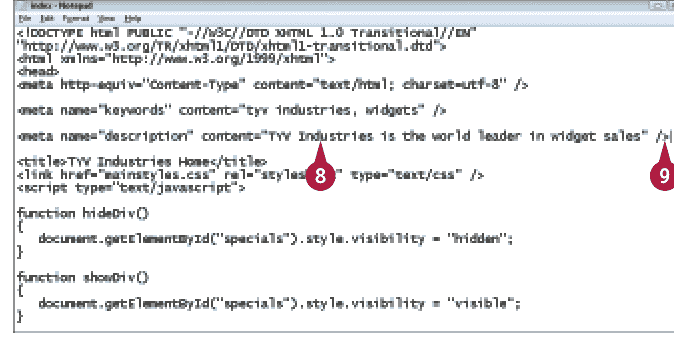 index - Notepad
File Edit Format View Help
<!DOCTYPE html PUBLIC "-//W3C//DTD XHTML 1.0 Transitional//EN"
"http://www.w3.org/TR/xhtml1/DTD/xhtml1-transitional.dtd">
<html xmlns="http://www.w3.org/1999/xhtml">
<head>
<meta http-equiv="Content-Type" content="text/html; charset=utf-8" />
<meta name="keywords" content="tyv industries, widgets" />
<meta name="description" content="TYV Industries is the world leader in widget sales" />
<title>TYV Industries Home</title>
<link href="mainstyles.css" rel="styles 8 " type="text/css" />
9
<script type="text/javascript">
function hideDiv()
{
document.getElementById("specials").style.visibility = "hidden";
}
function showDiv()
{
document.getElementById("specials").style.visibility = "visible";
}